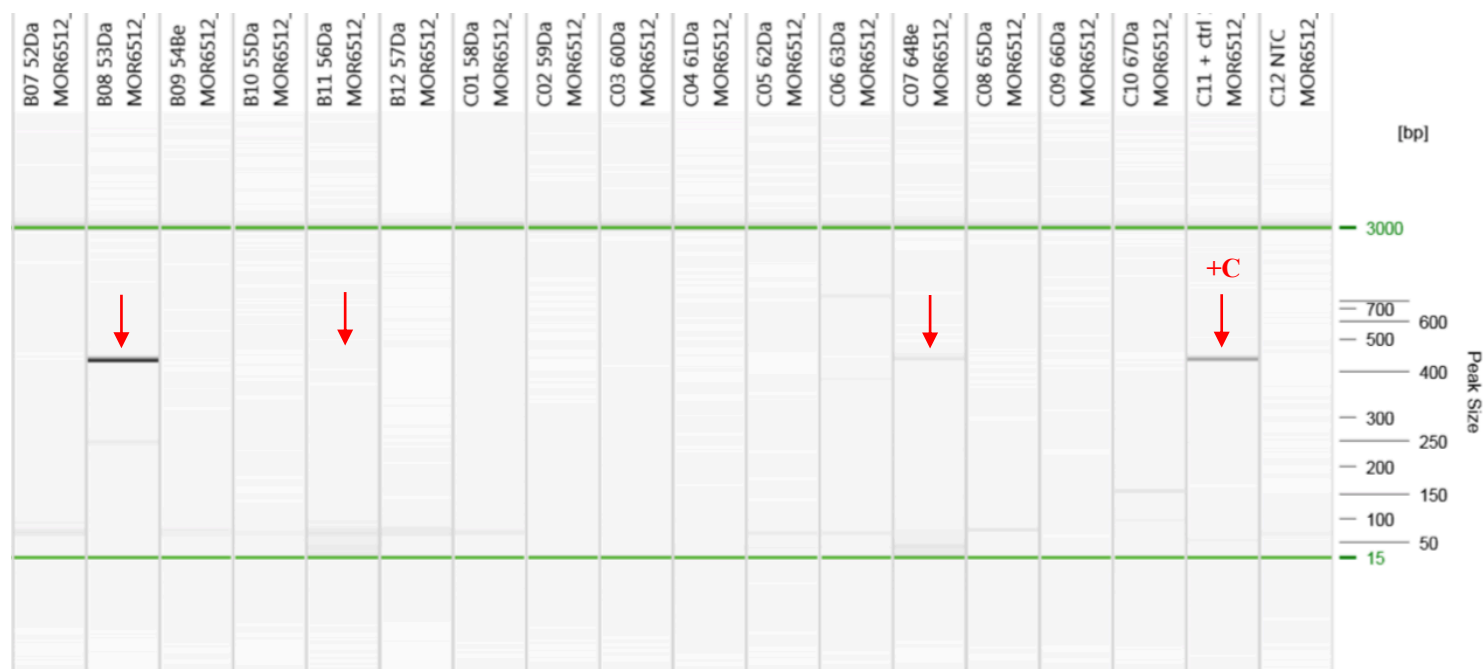 B07 52Da
MOR6512_
B08 53Da
MOR6512_
B09 54Be
MOR6512_
B10 55Da
MOR6512_
B11 56Da
MOR6512_
B12 57Da
MOR6512_
C01 58Da
MOR6512_
C02 59Da
MOR6512_
C03 60Da
MOR6512_
C04 61Da
MOR6512_
C05 62Da
MOR6512_
C06 63Da
MOR6512_
C07 64Be
MOR6512_
C08 65Da
MOR6512_
C09 66Da
MOR6512_
C10 67Da
MOR6512_
C11 + ctrl
MOR6512_
C12 NTC
MOR6512_
[bp]
3000
+C
700
600
500
400
300
250
200
150
100
50
15
Peak Size